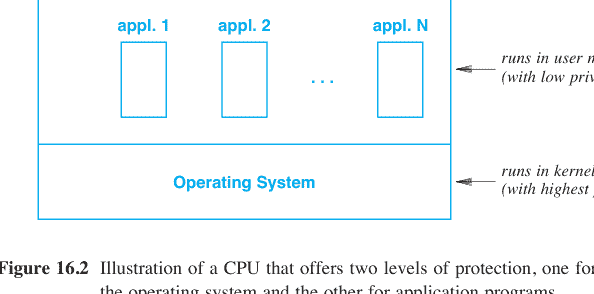 appl. 1 appl. 2 appl. N
runs in user
. . .
(with low
runs in kernel
Operating System
(with highest
Figure 16.2 Illustration of a CPU that offers two levels of protection, one for
the operating system and the other for application programs.